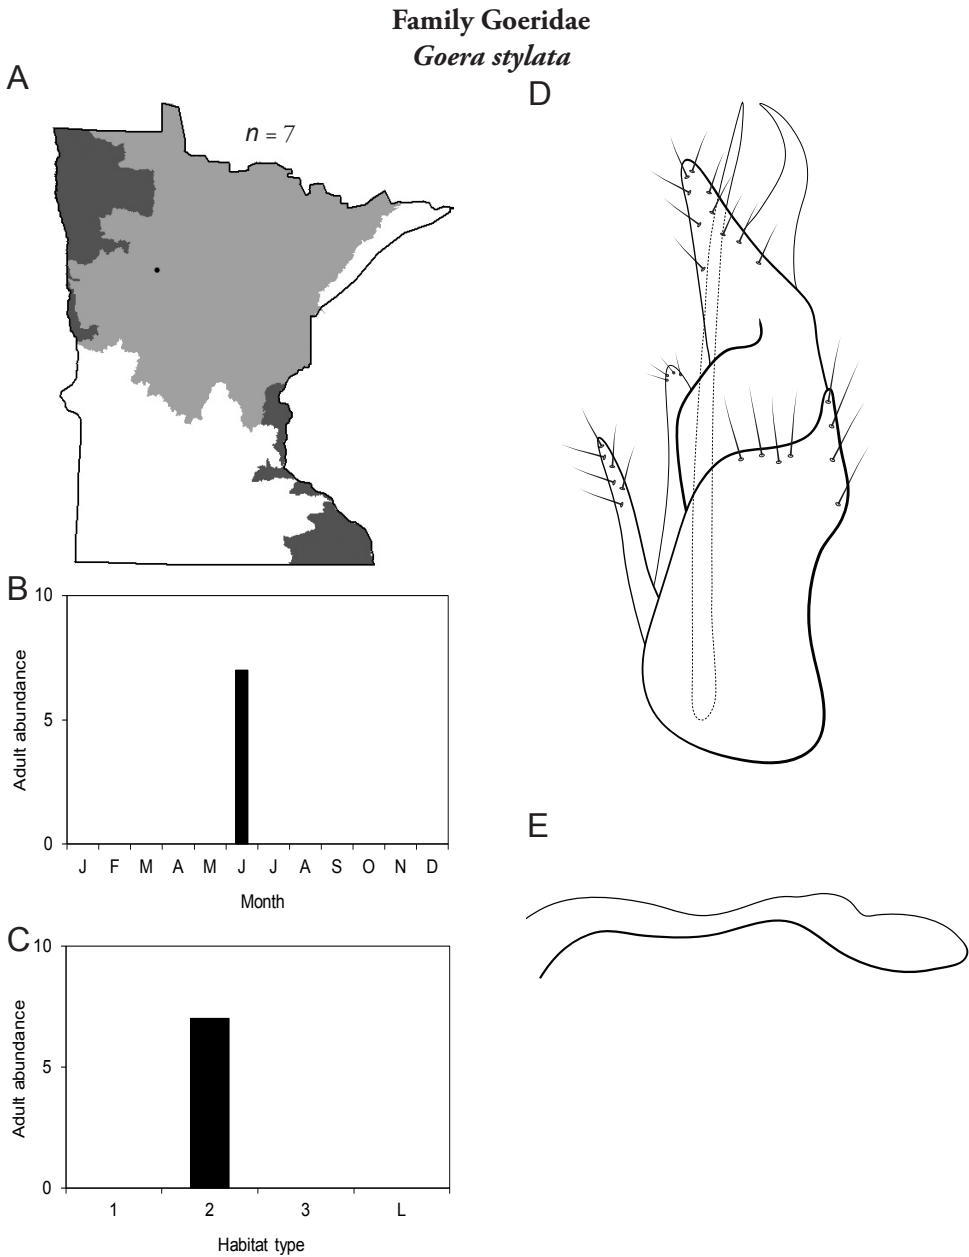 Family Goeridae
Goera stylata
A
n = 7
B
10
5
0
Adult abundance
J F M A M J J A S O N D
Month
C
10
5
0
Adult abundance
1 2 3 L
Habitat type
D
E